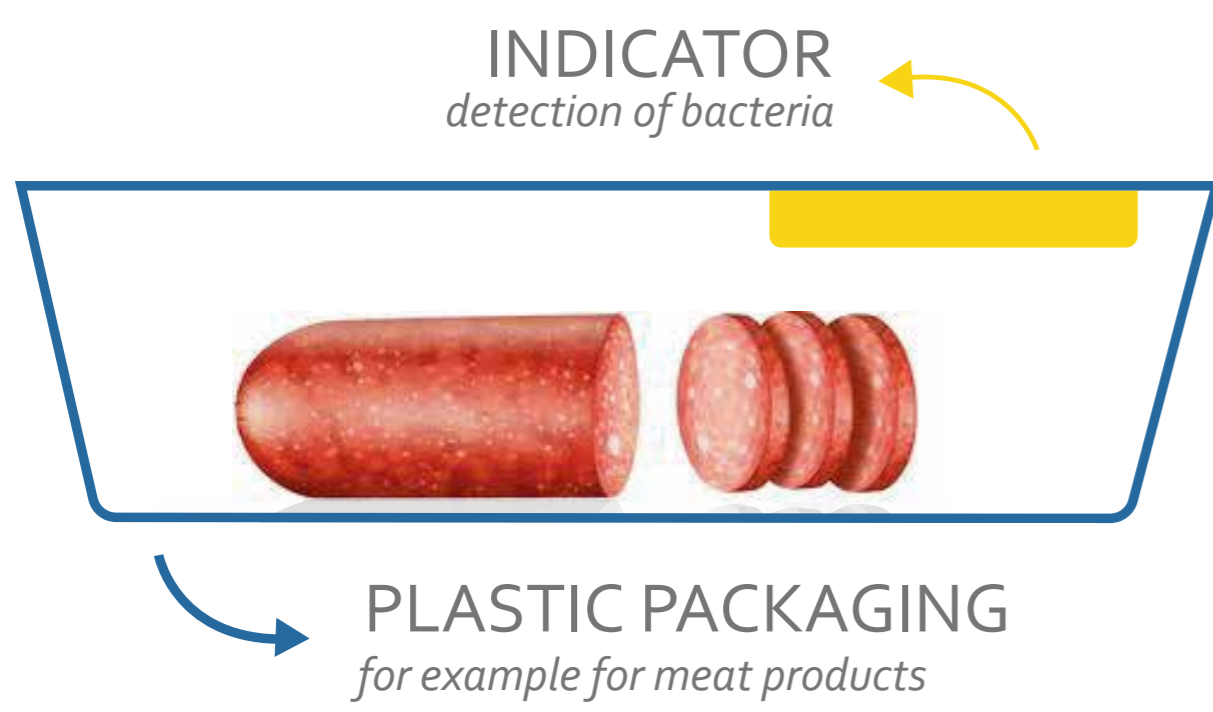 INDICATOR
detection of bacteria
PLASTIC PACKAGING
for example for meat products